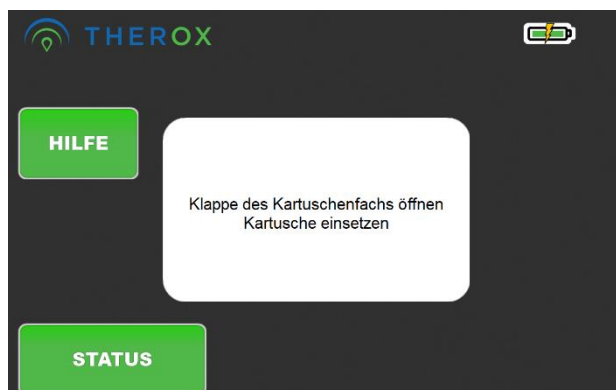 THEROX
HILFE
Klappe des Kartuschenfachs öffnen
Kartusche einsetzen
STATUS